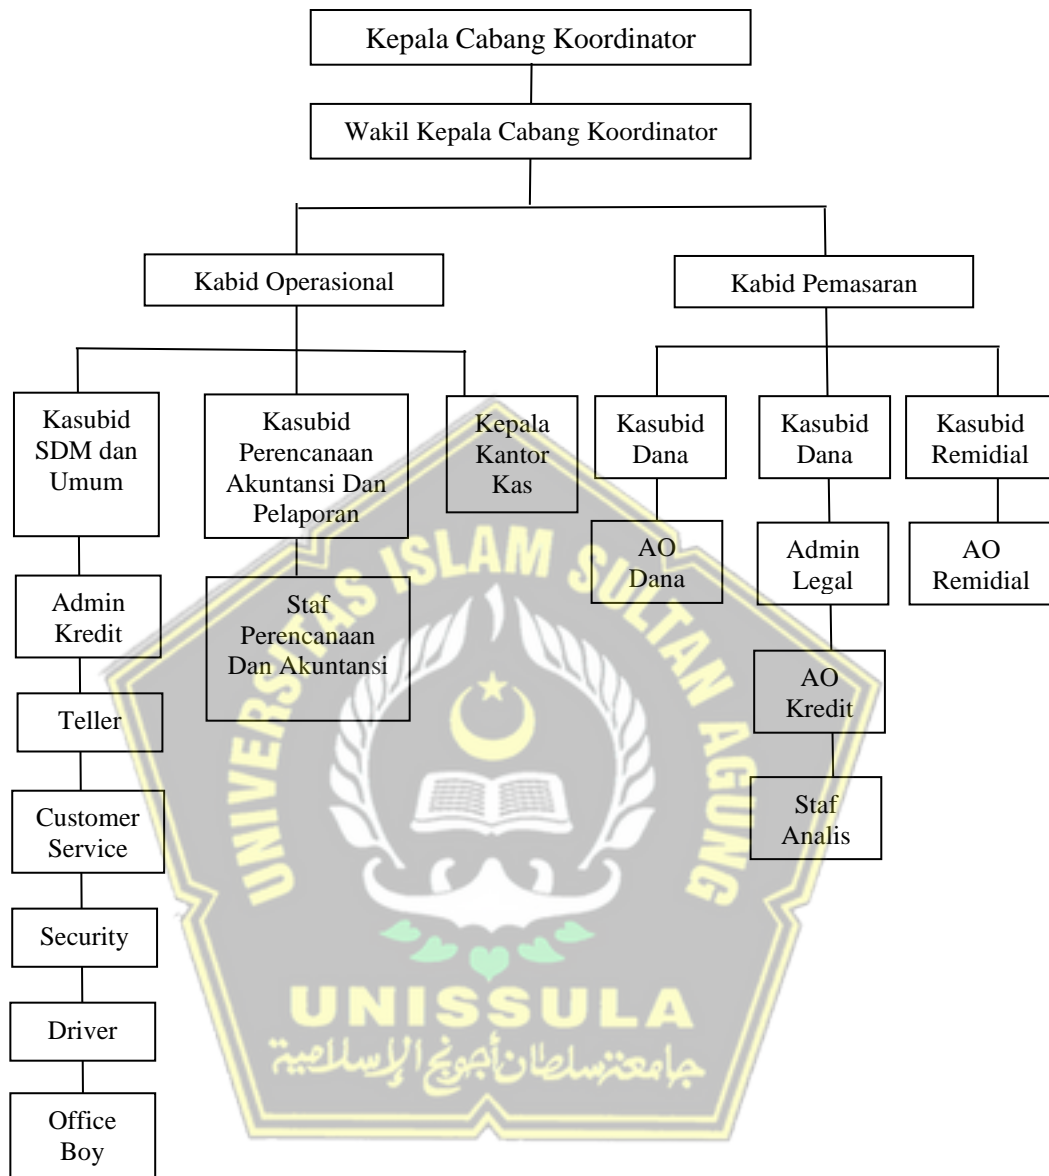 Kepala Cabang Koordinator
Wakil Kepala Cabang Koordinator
Kabid Operasional
Kabid Pemasaran
Kasubid
SDM dan
Umum
Kasubid
Perencanaan
Akuntansi Dan
Pelaporan
Kepala
Kantor
Kas
Kasubid
Dana
Kasubid
Dana
Kasubid
Remidial
Admin
Kredit
Staf
Perencanaan
Dan Akuntansi
AO
Dana
Admin
Legal
AO
Remidial
Teller
AO
Kredit
Customer
Service
Staf
Analis
Security
Driver
Office
Boy
UNIVERSITAS ISLAM SULTAN AGUNG
UNISSULA
جامعة سلطان أجونج الإسلامية